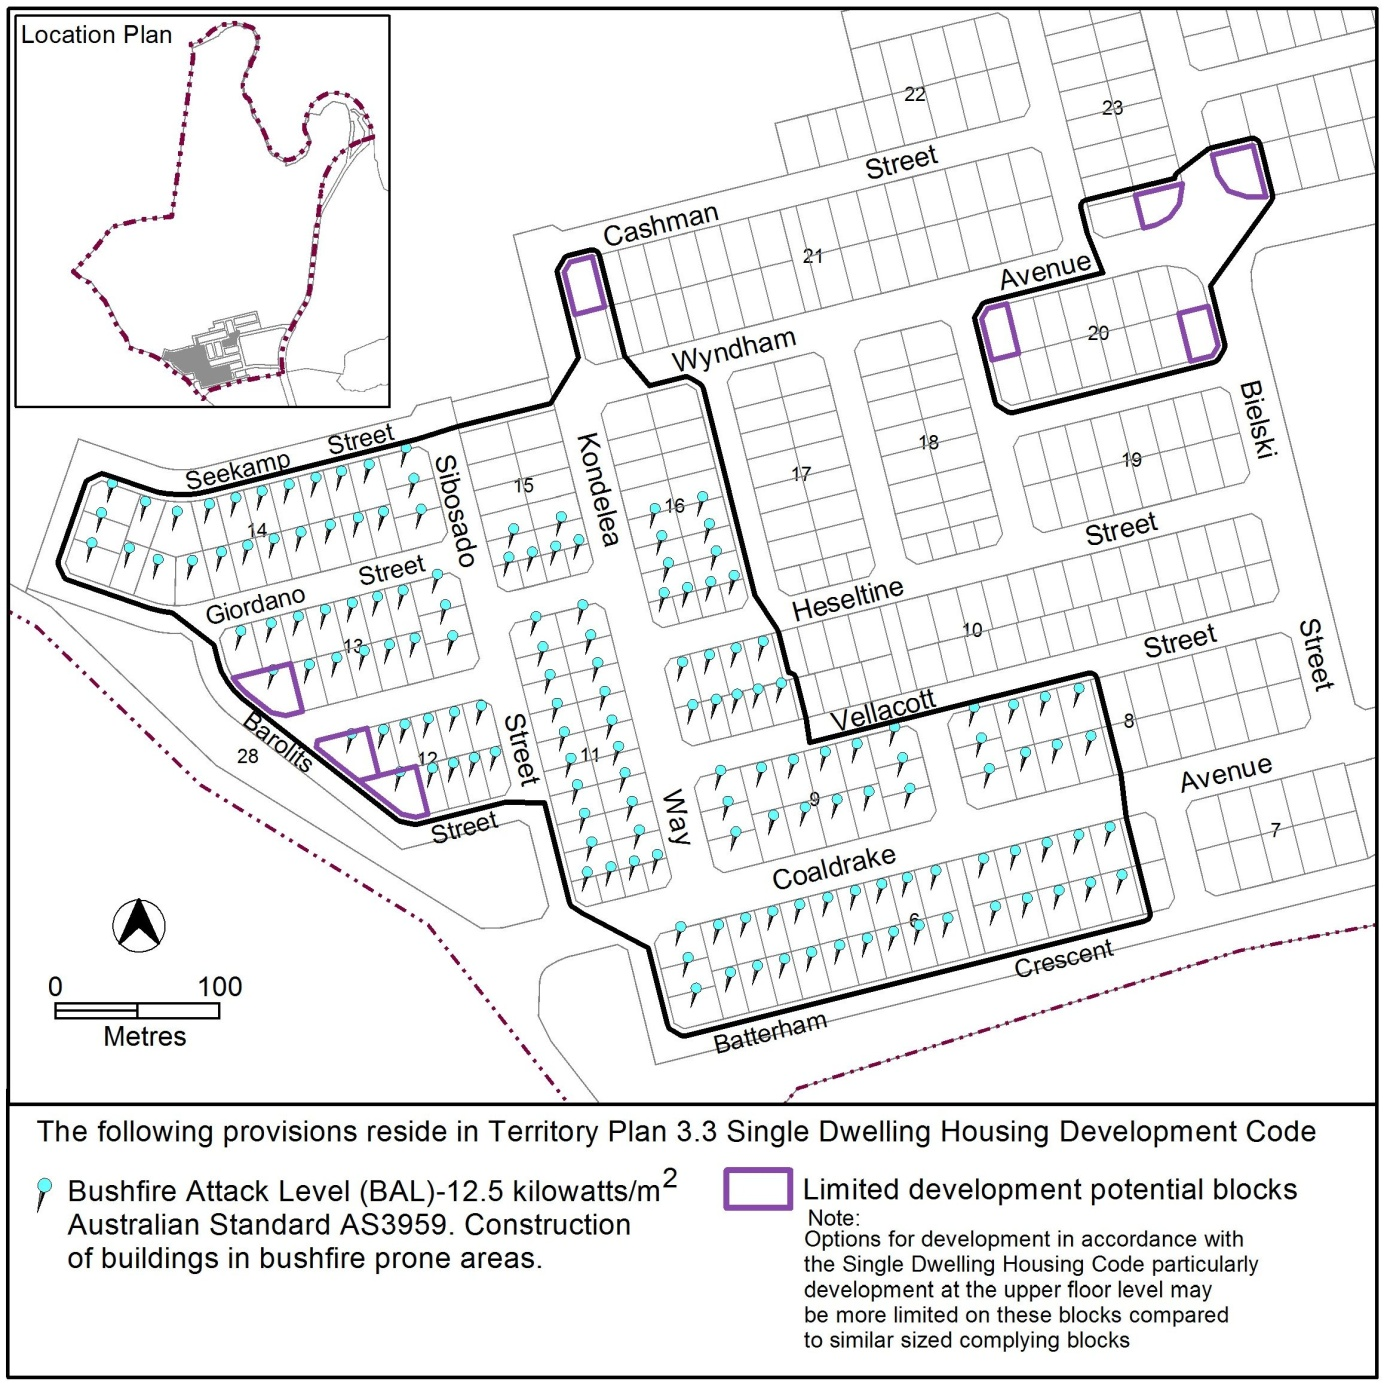 Location Plan
22
23
Street
Cashman
21
Avenue
20
Wyndham
Bielski
Street
Seekamp
Sibosado
Kondelea
15
16
17
18
19
14
Street
Street
Giordano
Heseltine
13
10
Street
Street
Vellacott
8
Barolits
28
12
Street
11
Way
9
Avenue
7
Street
Coaldrake
6
Crescent
Batterham
0 100
Metres
The following provisions reside in Territory Plan 3.3 Single Dwelling Housing Development Code
Bushfire Attack Level (BAL)-12.5 kilowatts/m²
Australian Standard AS3959. Construction
of buildings in bushfire prone areas.
Limited development potential blocks
Note:
Options for development in accordance with
the Single Dwelling Housing Code particularly
development at the upper floor level may
be more limited on these blocks compared
to similar sized complying blocks